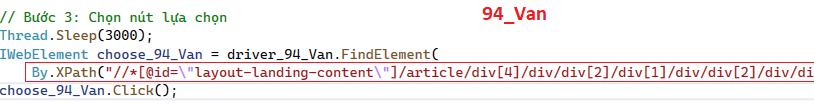 // Bước 3: Chọn nút lựa chọn
94_Van
Thread.Sleep(3000);
IWebElement choose_94_Van = driver_94_Van.FindElement(
By.XPath("//*[@id=\"layout-landing-content\"]/article/div[4]/div/div[2]/div[1]/div/div[2]/div/di
choose_94_Van.Click();